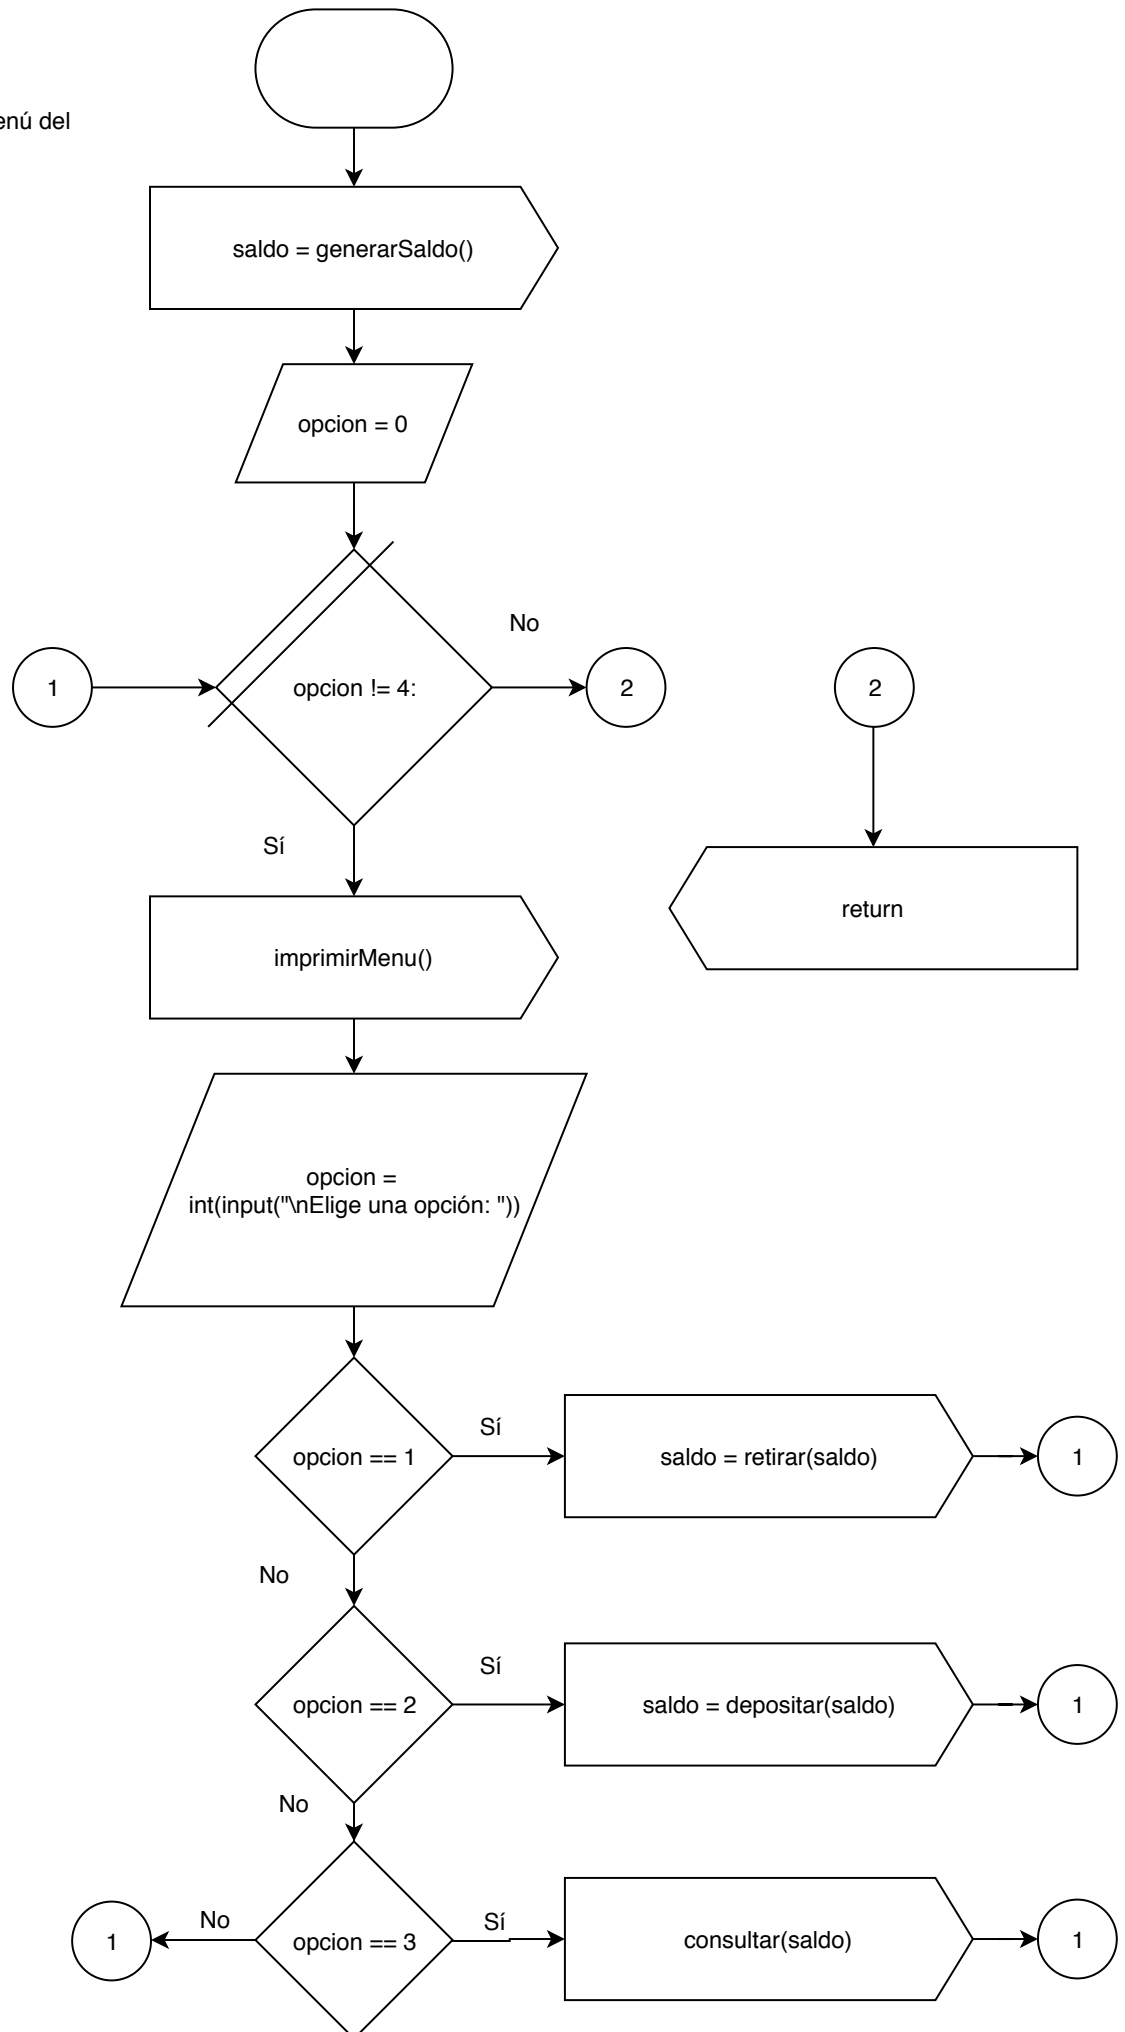 enú del
saldo = generarSaldo()
opcion = 0
No
1
opcion != 4:
2
2
Sí
return
imprimirMenu()
opcion =
int(input("\nElige una opción: "))
Sí
opcion == 1
saldo = retirar(saldo)
1
No
Sí
opcion == 2
saldo = depositar(saldo)
1
No
No
Sí
1
opcion == 3
consultar(saldo)
1